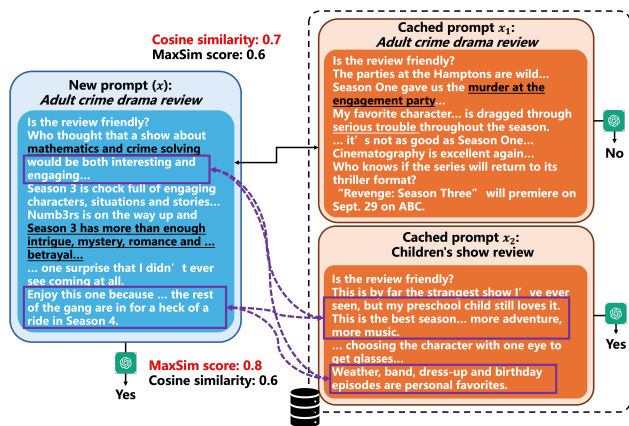 Cosine similarity: 0.7
MaxSim score: 0.6
New prompt (x):
Adult crime drama review
Is the review friendly?
Who thought that a show about
mathematics and crime solving
would be both interesting and
engaging...
Season 3 is chock full of engaging
characters, situations and stories...
Numb3rs is on the way up and
Season 3 has more than enough
intrigue, mystery, romance and ...
betrayal...
... one surprise that I didn't ever
see coming at all.
Enjoy this one because ... the rest
of the gang are in for a heck of a
ride in Season 4.
Yes
MaxSim score: 0.8
Cosine similarity: 0.6
Cached prompt x₁:
Adult crime drama review
Is the review friendly?
The parties at the Hamptons are wild...
Season One gave us the murder at the
engagement party...
My favorite character... is dragged through
serious trouble throughout the season.
... it's not as good as Season One...
Cinematography is excellent again...
Who knows if the series will return to its
thriller format?
"Revenge: Season Three" will premiere on
Sept. 29 on ABC.
No
Cached prompt x₂:
Children's show review
Is the review friendly?
This is by far the strangest show I've ever
seen, but my preschool child still loves it.
This is the best season... more adventure,
more music.
... choosing the character with one eye to
get glasses...
Weather, band, dress-up and birthday
episodes are personal favorites.
Yes